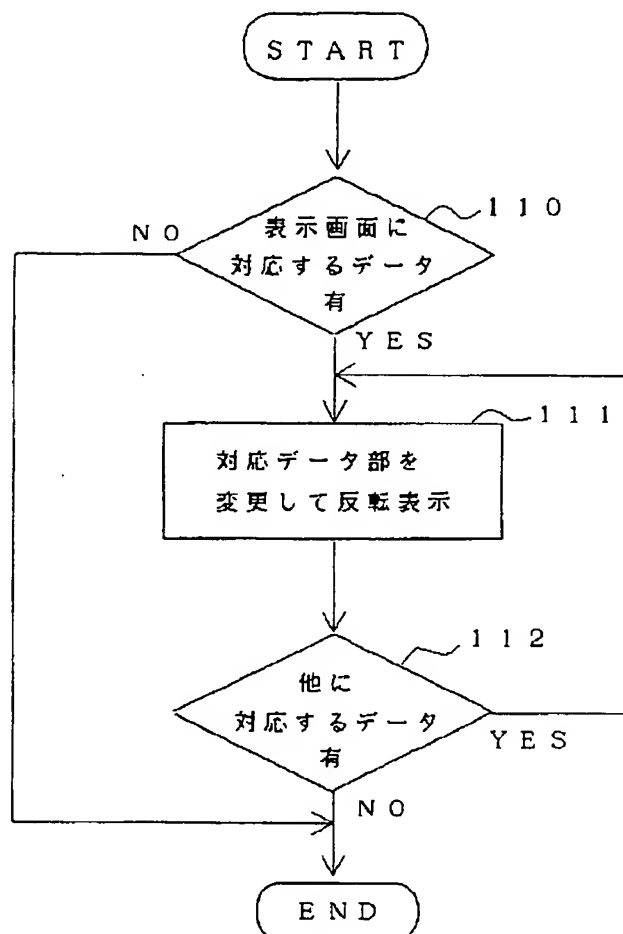 START
110
表示画面に
対応するデータ
有
NO
YES
111
対応データ部を
変更して反転表示
112
他に
対応するデータ
有
YES
NO
END